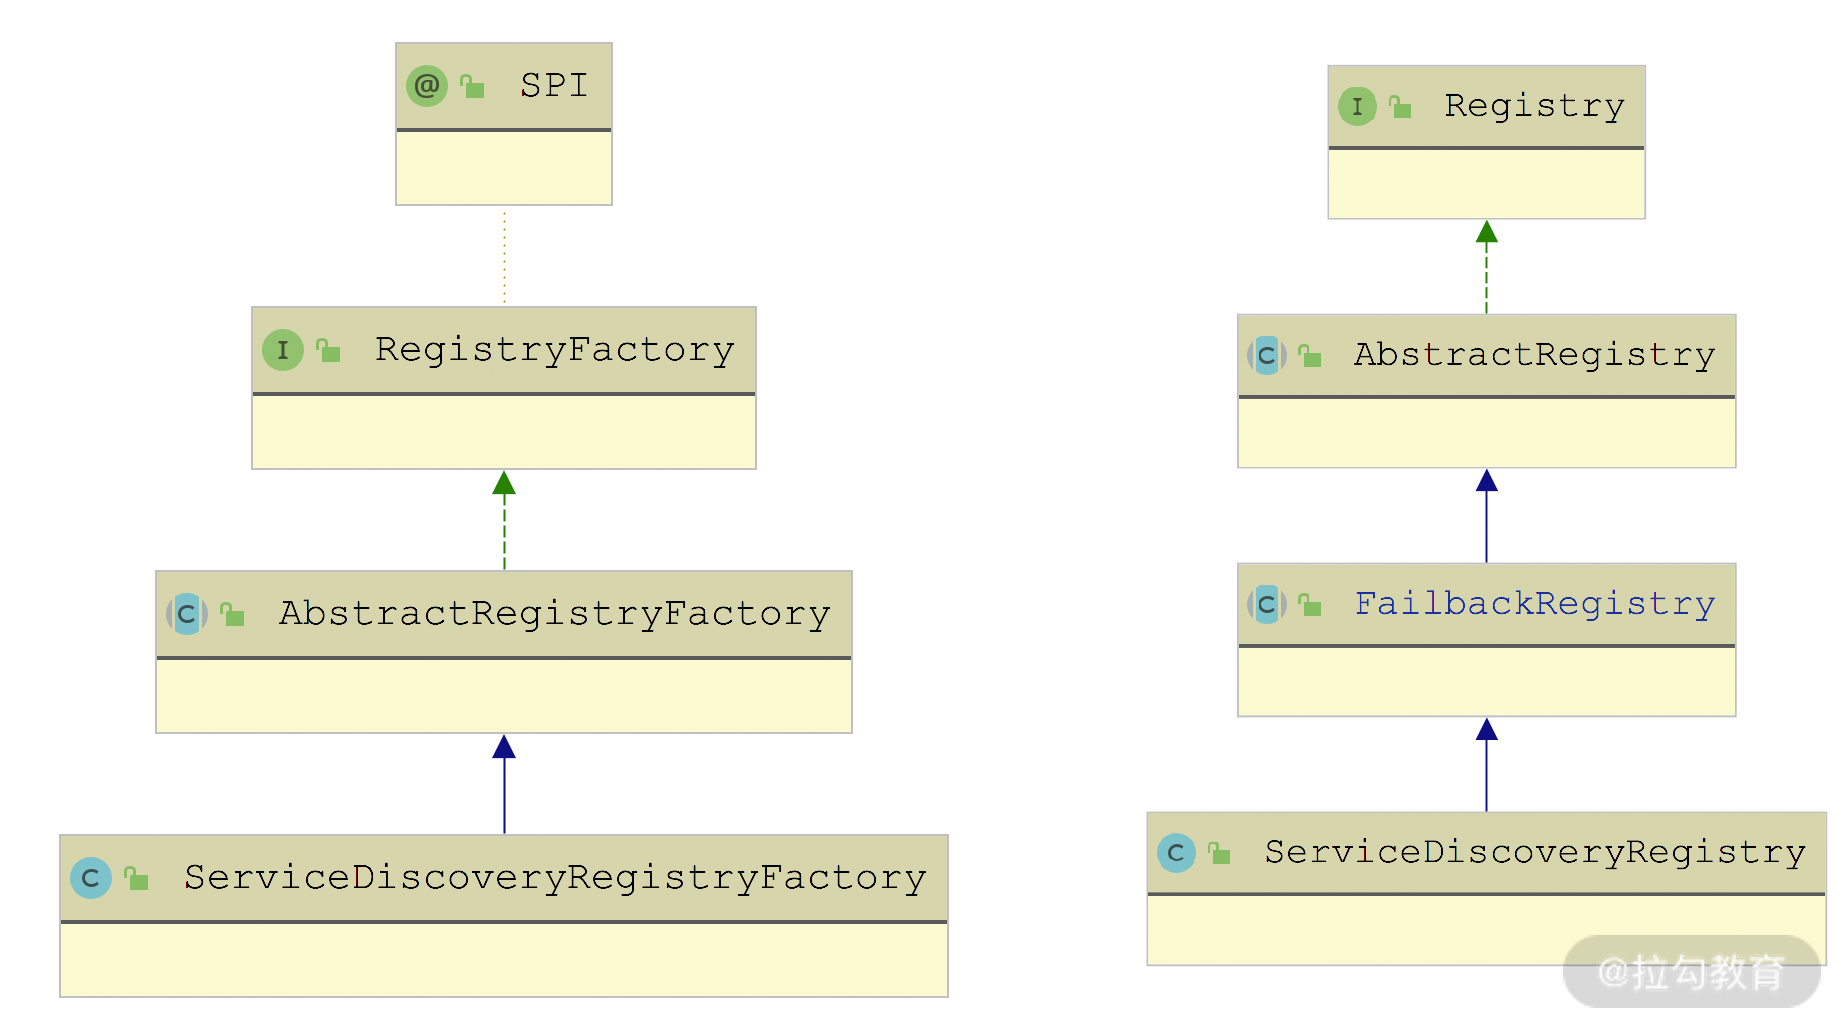 @ SPI
I RegistryFactory
C AbstractRegistryFactory
C ServiceDiscoveryRegistryFactory
I Registry
C AbstractRegistry
C FailbackRegistry
C ServiceDiscoveryRegistry
@拉勾教育